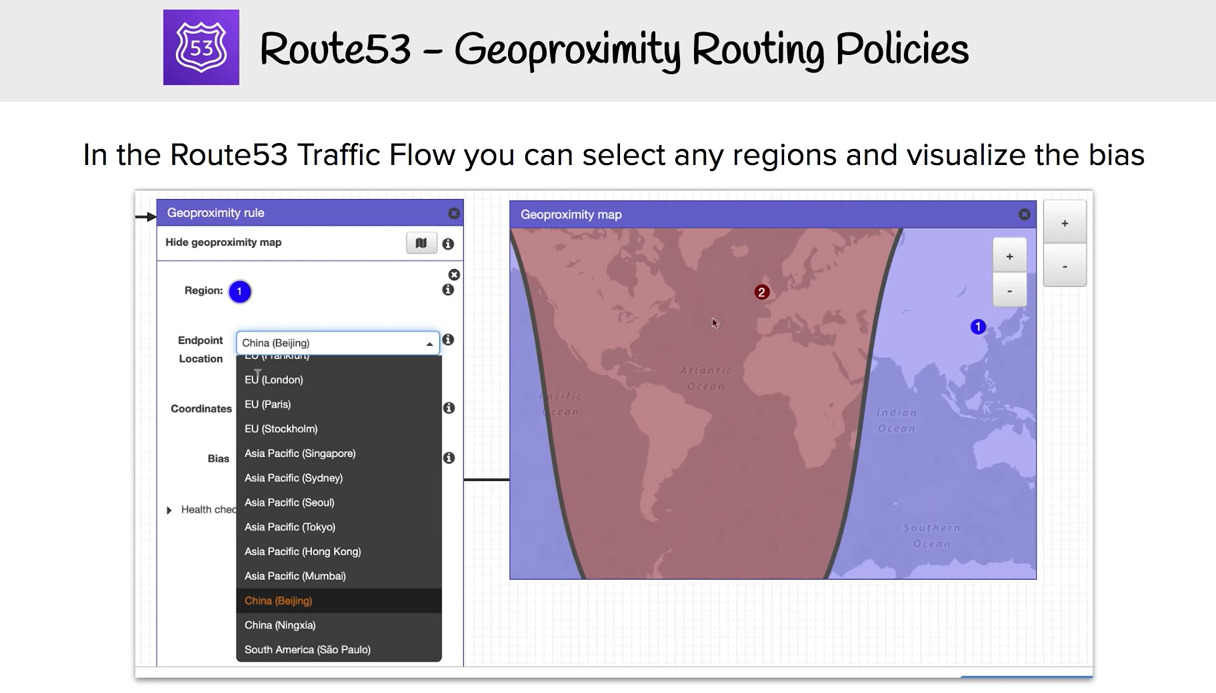 53
Route53 - Geoproximity Routing Policies
In the Route53 Traffic Flow you can select any regions and visualize the bias
Geoproximity rule
Hide geoproximity map
Region: 1
Endpoint
Location
China (Beijing)
EU (Frankfurt)
EU (London)
EU (Paris)
EU (Stockholm)
Asia Pacific (Singapore)
Asia Pacific (Sydney)
Asia Pacific (Seoul)
Asia Pacific (Tokyo)
Asia Pacific (Hong Kong)
Asia Pacific (Mumbai)
China (Beijing)
China (Ningxia)
South America (São Paulo)
Coordinates
Bias
Health chec
Geoproximity map
+
-
+
-
2
1
Atlantic
Ocean
Pacific
Ocean
Indian
Ocean
Southern
Ocean